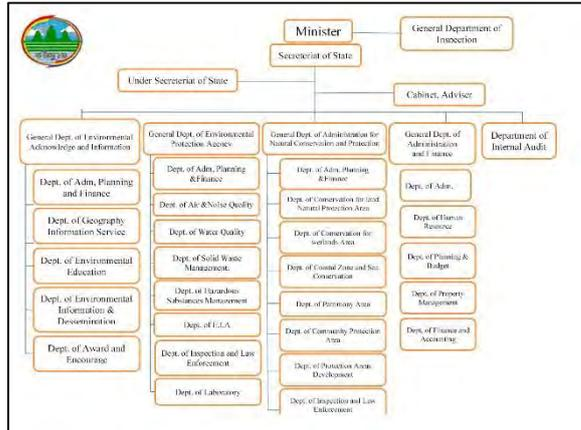 Minister
General Department of
Inspection
Secretariat of State
Under Secreteriat of State
Cabinet, Adviser
General Dept. of Environmental
Acknowledge and Information
General Dept. of Environmental
Protection Agency
General Dept. of Administration for
Natural Conservation and Protection
General Dept. of
Administration
and Finance
Department of
Internal Audit
Dept. of Adm, Planning
and Finance
Dept. of Geography
Information Service
Dept. of Environmental
Education
Dept. of Environmental
Information &
Dessemination
Dept. of Award and
Encourage
Dept. of Adm, Planning
&Finance
Dept. of Air &Noise Quality
Dept. of Water Quality
Dept. of Solid Waste
Management.
Dept. of Hazardous
Substances Management
Dept. of E.I.A
Dept. of Inspection and Law
Enforcement
Dept. of Laboratory
Dept. of Adm, Planning
&Finance
Dept. of Conservation for land
Natural Protection Area
Dept. of Conservation for
wetlands Area
Dept. of Coastal Zone and Sea
Conservation
Dept. of Patrimony Area
Dept. of Community Protection
Area
Dept. of Protection Areas
Development
Dept. of Inspection and Law
Enforcement
Dept. of Adm,
Dept. of Human
Resource
Dept. of Planning &
Budget
Dept. of Property
Management
Dept. of Finance and
Accounting